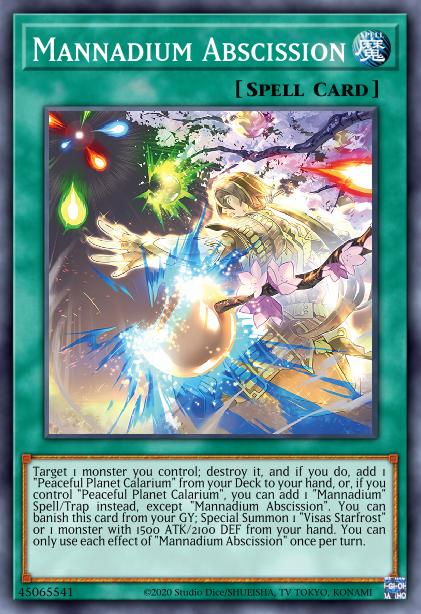 Mannadium Abscission
SPELL
魔
[Spell Card]
Target 1 monster you control; destroy it, and if you do, add 1
"Peaceful Planet Calarium" from your Deck to your hand, or, if you
control "Peaceful Planet Calarium", you can add 1 "Mannadium"
Spell/Trap instead, except "Mannadium Abscission". You can
banish this card from your GY; Special Summon 1 "Visas Starfrost"
or 1 monster with 1500 ATK/2100 DEF from your hand. You can
only use each effect of "Mannadium Abscission" once per turn.
45065541
©2020 Studio Dice/SHUEISHA, TV TOKYO, KONAMI